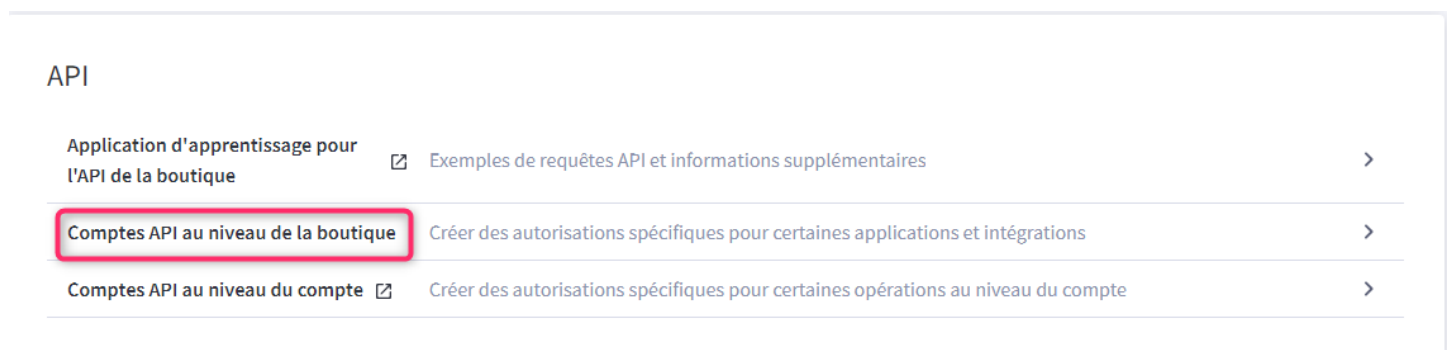 API
Application d'apprentissage pour
l'API de la boutique
Exemples de requêtes API et informations supplémentaires
Comptes API au niveau de la boutique
Créer des autorisations spécifiques pour certaines applications et intégrations
Comptes API au niveau du compte
Créer des autorisations spécifiques pour certaines opérations au niveau du compte